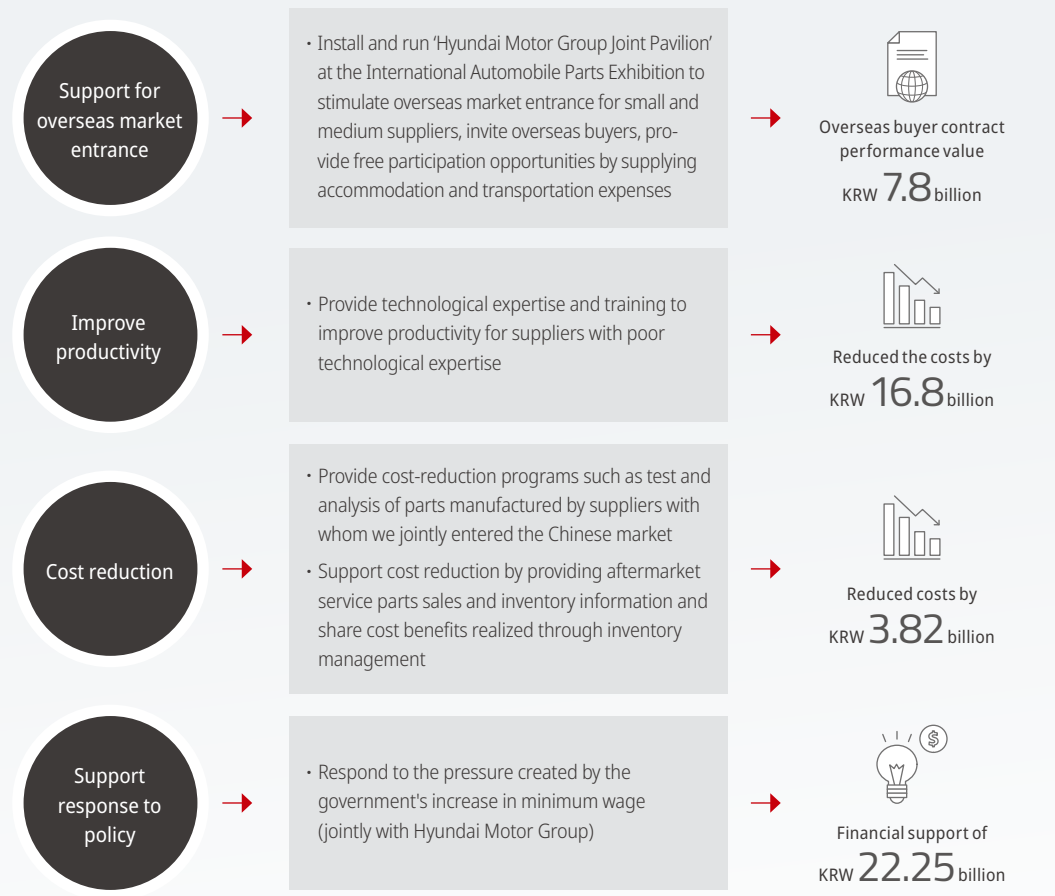 Support for
overseas market
entrance
· Install and run ‘Hyundai Motor Group Joint Pavilion’
at the International Automobile Parts Exhibition to
stimulate overseas market entrance for small and
medium suppliers, invite overseas buyers, pro-
vide free participation opportunities by supplying
accommodation and transportation expenses
Overseas buyer contract
performance value
KRW 7.8 billion
Improve
productivity
· Provide technological expertise and training to
improve productivity for suppliers with poor
technological expertise
Reduced the costs by
KRW 16.8 billion
Cost reduction
· Provide cost-reduction programs such as test and
analysis of parts manufactured by suppliers with
whom we jointly entered the Chinese market
· Support cost reduction by providing aftermarket
service parts sales and inventory information and
share cost benefits realized through inventory
management
Reduced costs by
KRW 3.82 billion
Support
response to
policy
· Respond to the pressure created by the
government's increase in minimum wage
(jointly with Hyundai Motor Group)
$
Financial support of
KRW 22.25 billion